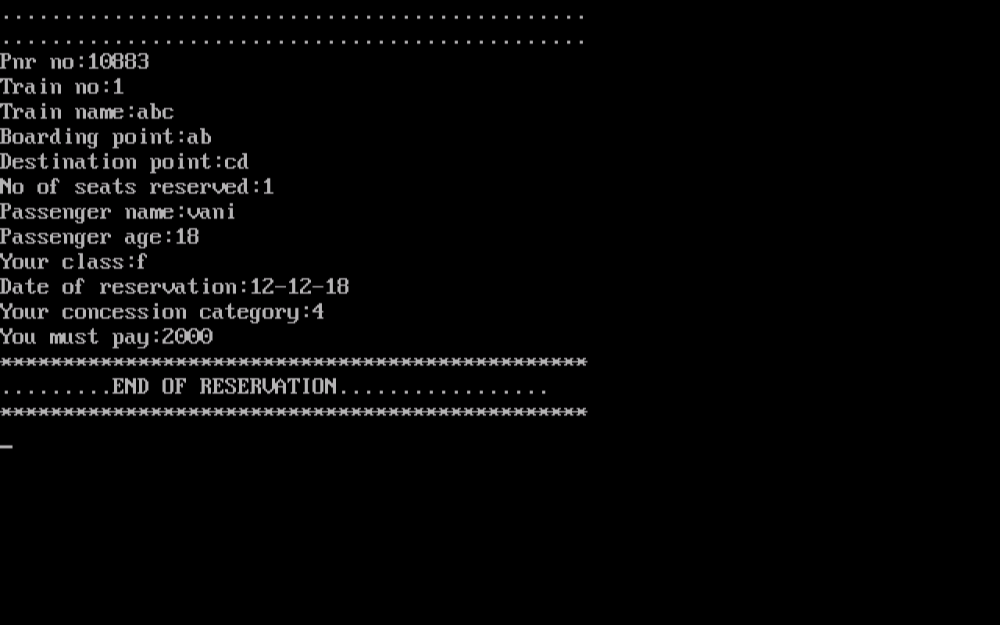 ...............................................
...............................................
Pnr no:10883
Train no:1
Train name:abc
Boarding point:ab
Destination point:cd
No of seats reserved:1
Passenger name:vani
Passenger age:18
Your class:f
Date of reservation:12-12-18
Your concession category:4
You must pay:2000
***********************************************
.........END OF RESERVATION.................
***********************************************
_